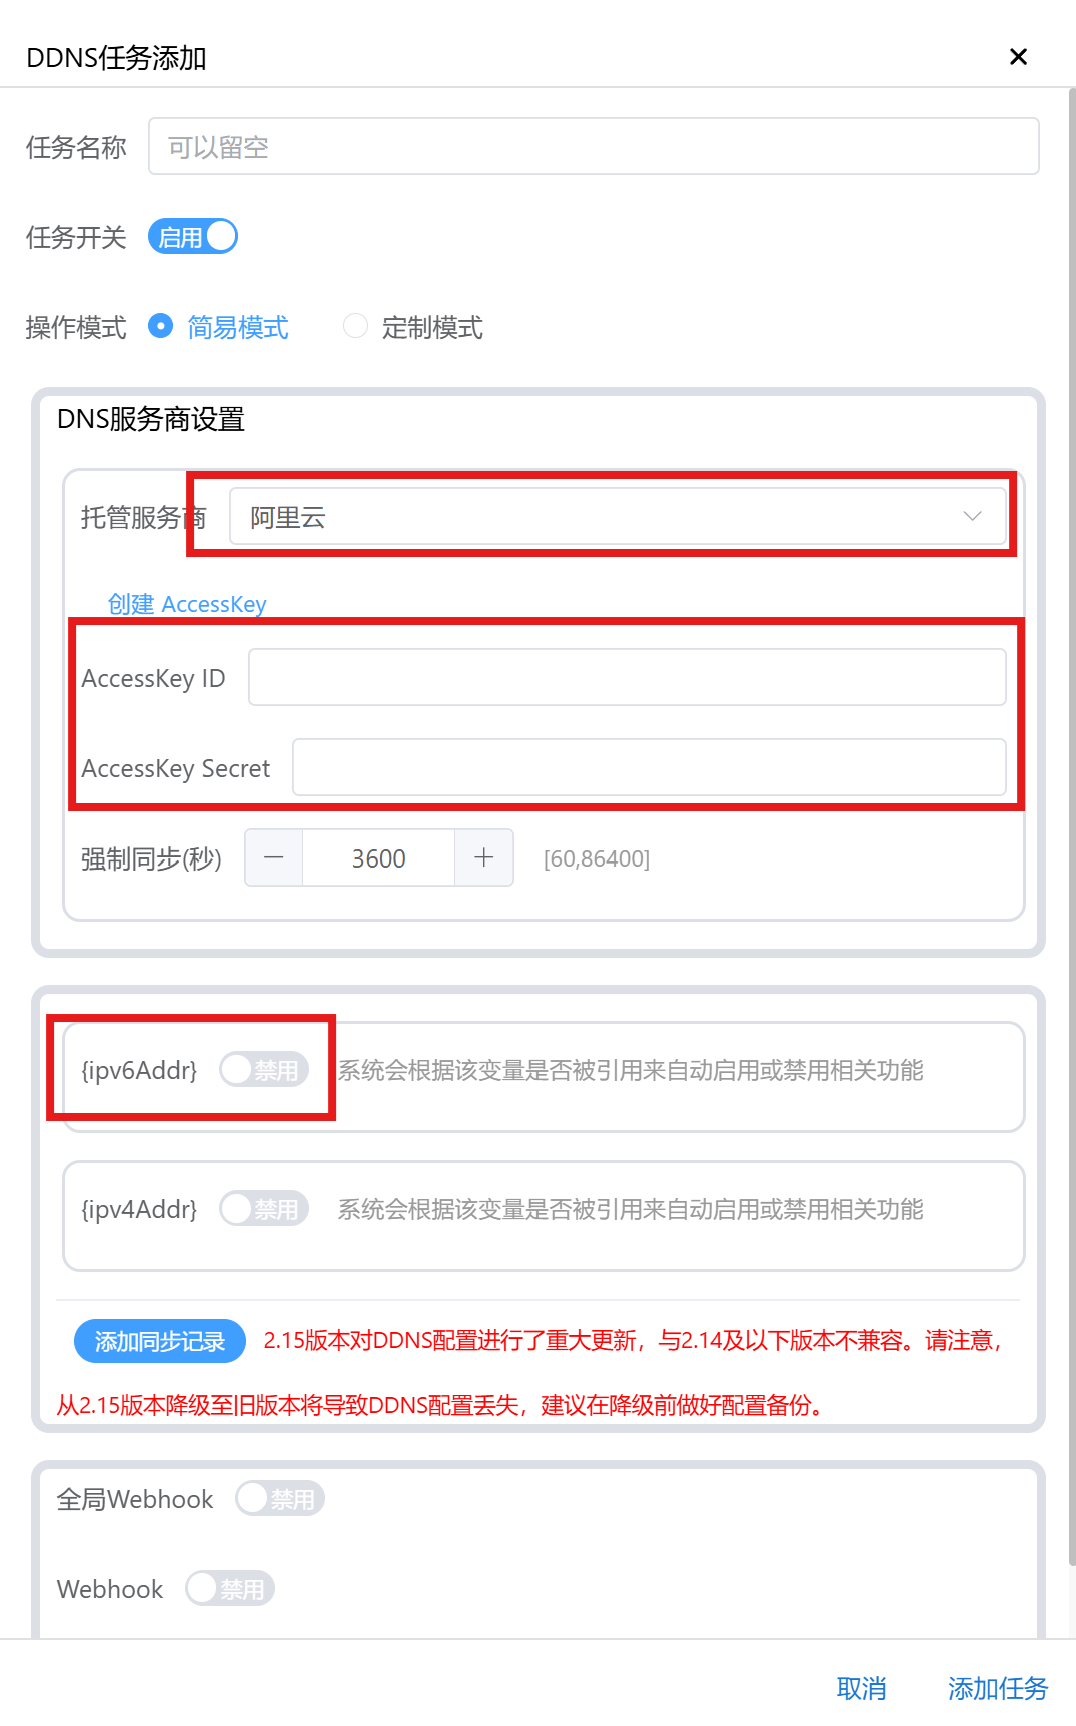 DDNS任务添加
任务名称 可以留空
任务开关 启用
操作模式 简易模式 定制模式
DNS服务商设置
托管服务商 阿里云
创建 AccessKey
AccessKey ID
AccessKey Secret
强制同步(秒) 3600 [60,86400]
{ipv6Addr} 禁用 系统会根据该变量是否被引用来自动启用或禁用相关功能
{ipv4Addr} 禁用 系统会根据该变量是否被引用来自动启用或禁用相关功能
添加同步记录 2.15版本对DDNS配置进行了重大更新，与2.14及以下版本不兼容。请注意，
从2.15版本降级至旧版本将导致DDNS配置丢失，建议在降级前做好配置备份。
全局Webhook 禁用
Webhook 禁用
取消 添加任务